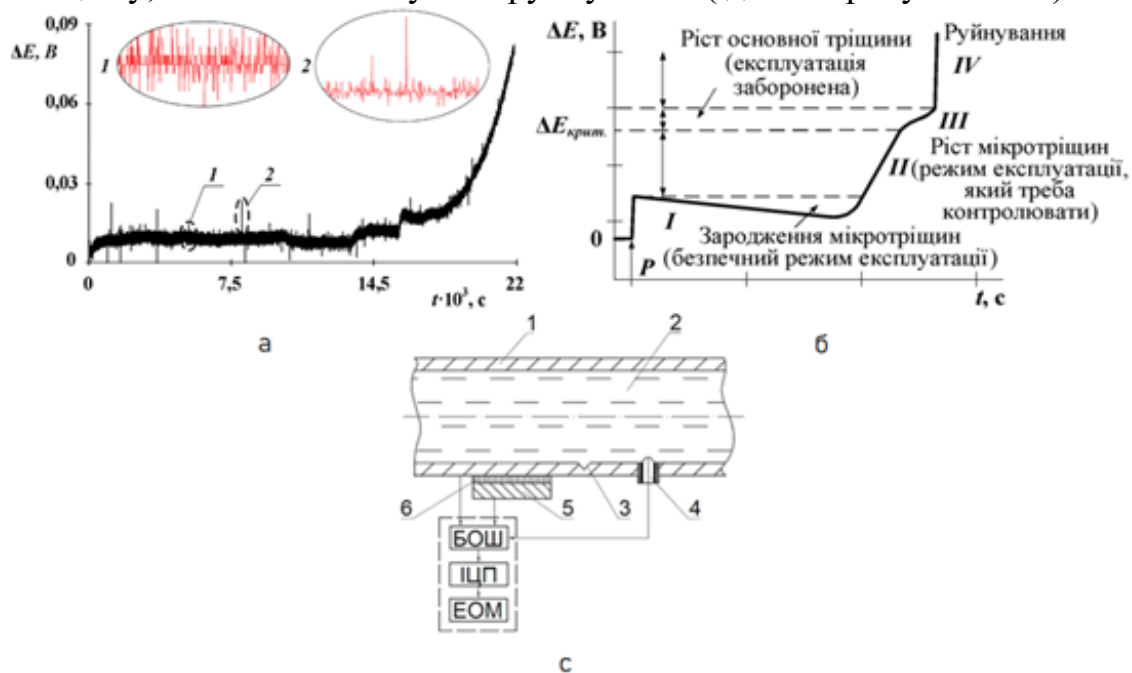 0,09
ΔE, В
0,06
0,03
0
1
2
1
2
0
7,5
14,5
22
t·10³, с
а
ΔE, В
Ріст основної тріщини
(експлуатація
заборонена)
Руйнування
IV
ΔEкрит.
III
Ріст мікротріщин
II (режим експлуатації,
який треба
контролювати)
I
0
Зародження мікротріщин
(безпечний режим експлуатації)
P
t, с
б
1
2
6
5
3
4
БОШ
ІЦП
ЕОМ
с